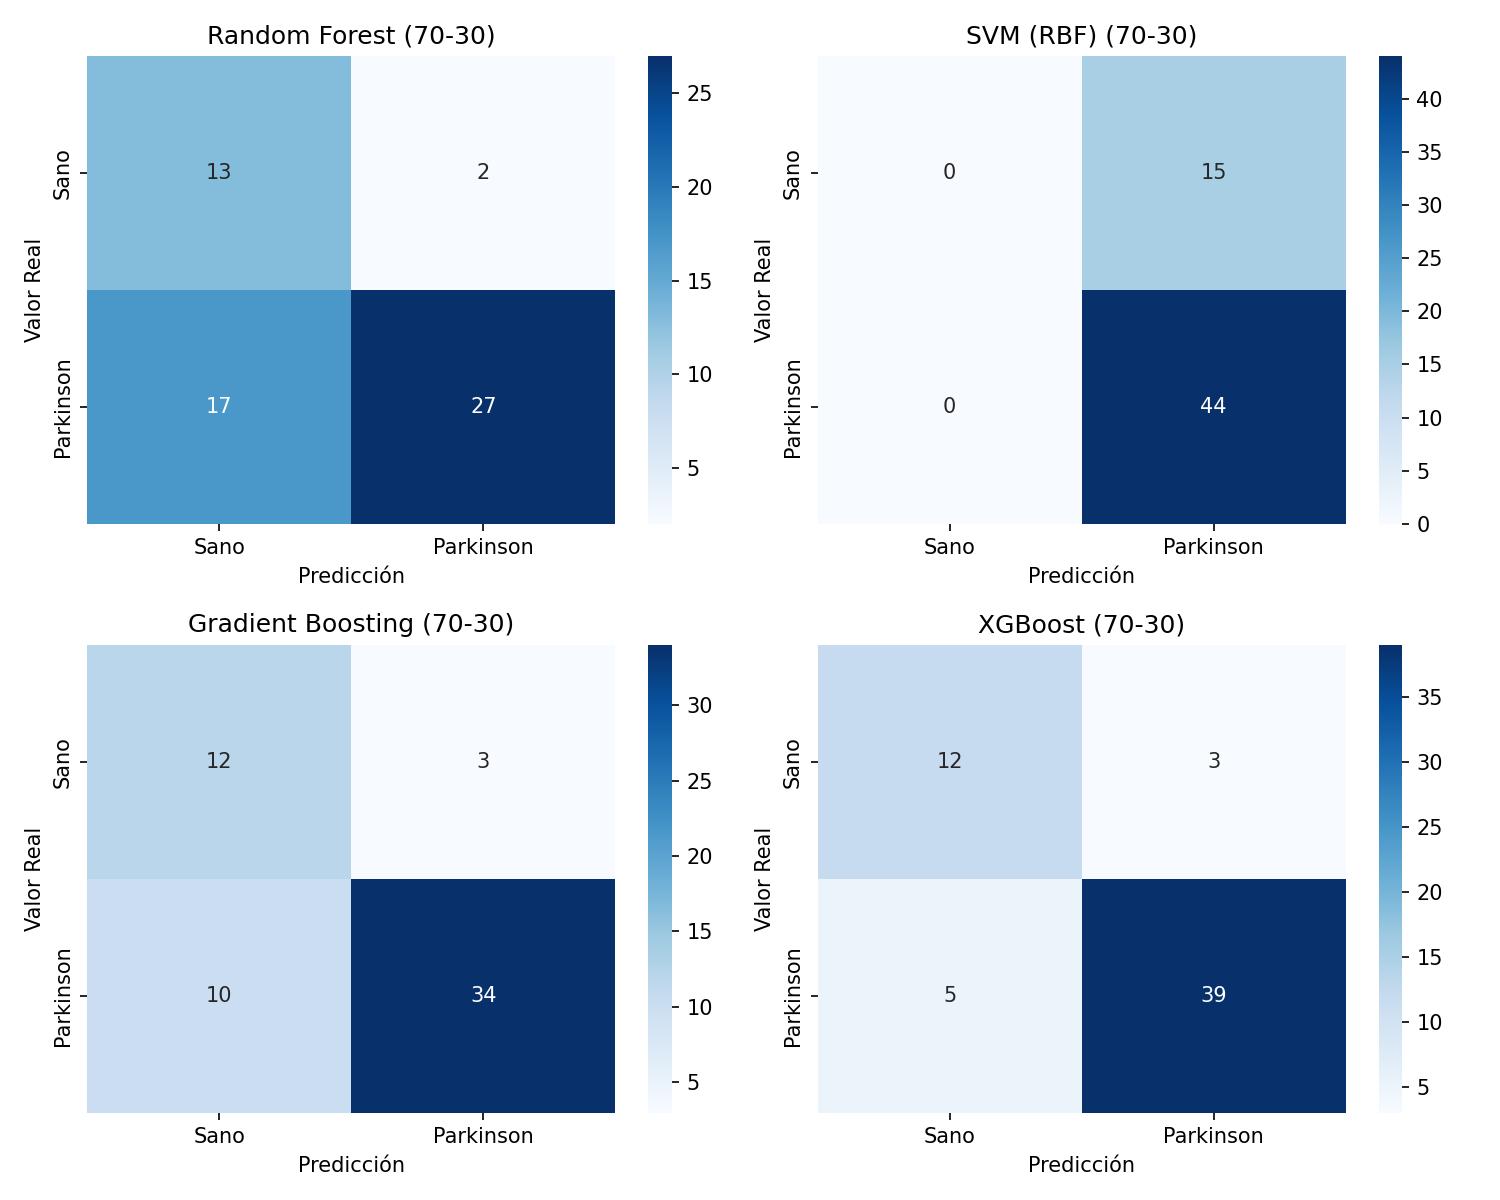 Random Forest (70-30)
Valor Real
Sano
Parkinson
13
2
17
27
Sano
Parkinson
Predicción
25
20
15
10
5
SVM (RBF) (70-30)
Valor Real
Sano
Parkinson
0
15
0
44
Sano
Parkinson
Predicción
40
35
30
25
20
15
10
5
0
Gradient Boosting (70-30)
Valor Real
Sano
Parkinson
12
3
10
34
Sano
Parkinson
Predicción
30
25
20
15
10
5
XGBoost (70-30)
Valor Real
Sano
Parkinson
12
3
5
39
Sano
Parkinson
Predicción
35
30
25
20
15
10
5